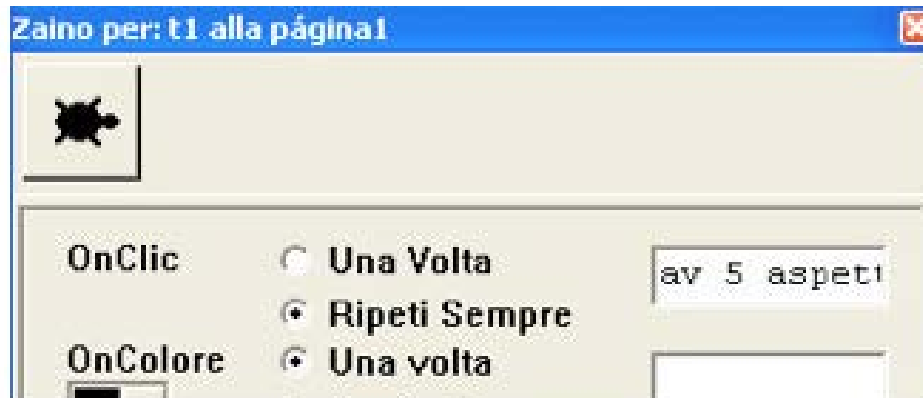 Zaino per: t1 alla página1
OnClic
Una Volta
av 5 aspett
Ripeti Sempre
OnColore
Una volta